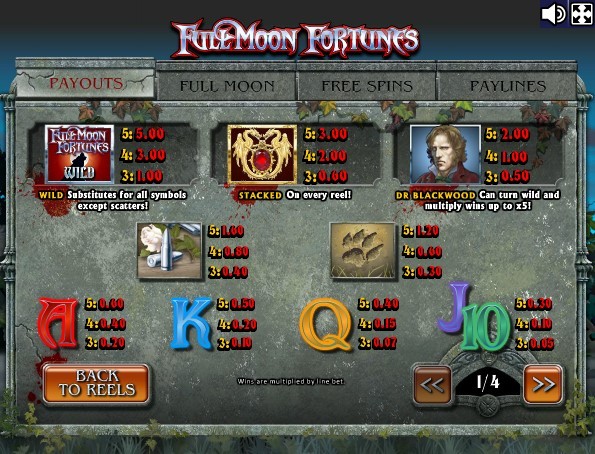 FULL MOON FORTUNES
PAYOUTS
FULL MOON
FREE SPINS
PAYLINES
FULL MOON
FORTUNES
WILD
5: 5.00
4: 3.00
3: 1.00
WILD Substitutes for all symbols
except scatters!
5: 3.00
4: 2.00
3: 0.00
STACKED On every reel!
5: 2.00
4: 1.00
3: 0.50
DR BLACKWOOD Can turn wild and
multiply wins up to x5!
5: 1.60
4: 0.80
3: 0.40
5: 1.20
4: 0.60
3: 0.30
A
5: 0.60
4: 0.40
3: 0.20
K
5: 0.50
4: 0.20
3: 0.10
Q
5: 0.40
4: 0.15
3: 0.07
J
10
5: 0.30
4: 0.10
3: 0.05
BACK
TO REELS
Wins are multiplied by line bet.
<<
1/4
>>